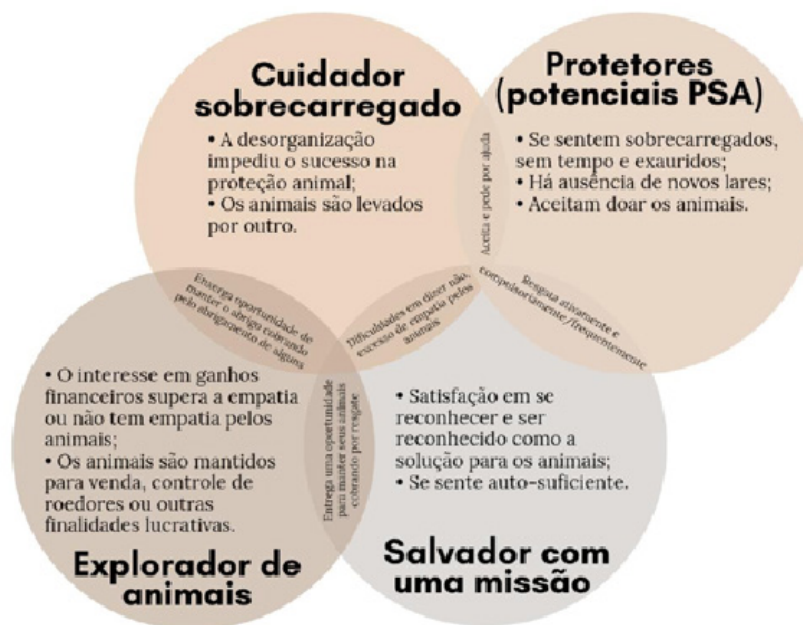 Cuidador
sobrecarregado
• A desorganização
impediu o sucesso na
proteção animal;
• Os animais são levados
por outro.
Protetores
(potenciais PSA)
• Se sentem sobrecarregados,
sem tempo e exauridos;
• Há ausência de novos lares;
• Aceitam doar os animais.
Aceita e pede por ajuda
Enxerga oportunidade de
manter o abrigo cobrando
pelo abrigamento de alguns
Dificuldades em dizer não,
excesso de empatia pelos
animais
Resgata ativamente e
compulsoriamente/frequentemente
• O interesse em ganhos
financeiros supera a empatia
ou não tem empatia pelos
animais;
• Os animais são mantidos
para venda, controle de
roedores ou outras
finalidades lucrativas.
Explorador de
animais
Entrega uma oportunidade
para manter seus animais
cobrando por resgate
• Satisfação em se
reconhecer e ser
reconhecido como a
solução para os animais;
• Se sente auto-suficiente.
Salvador com
uma missão